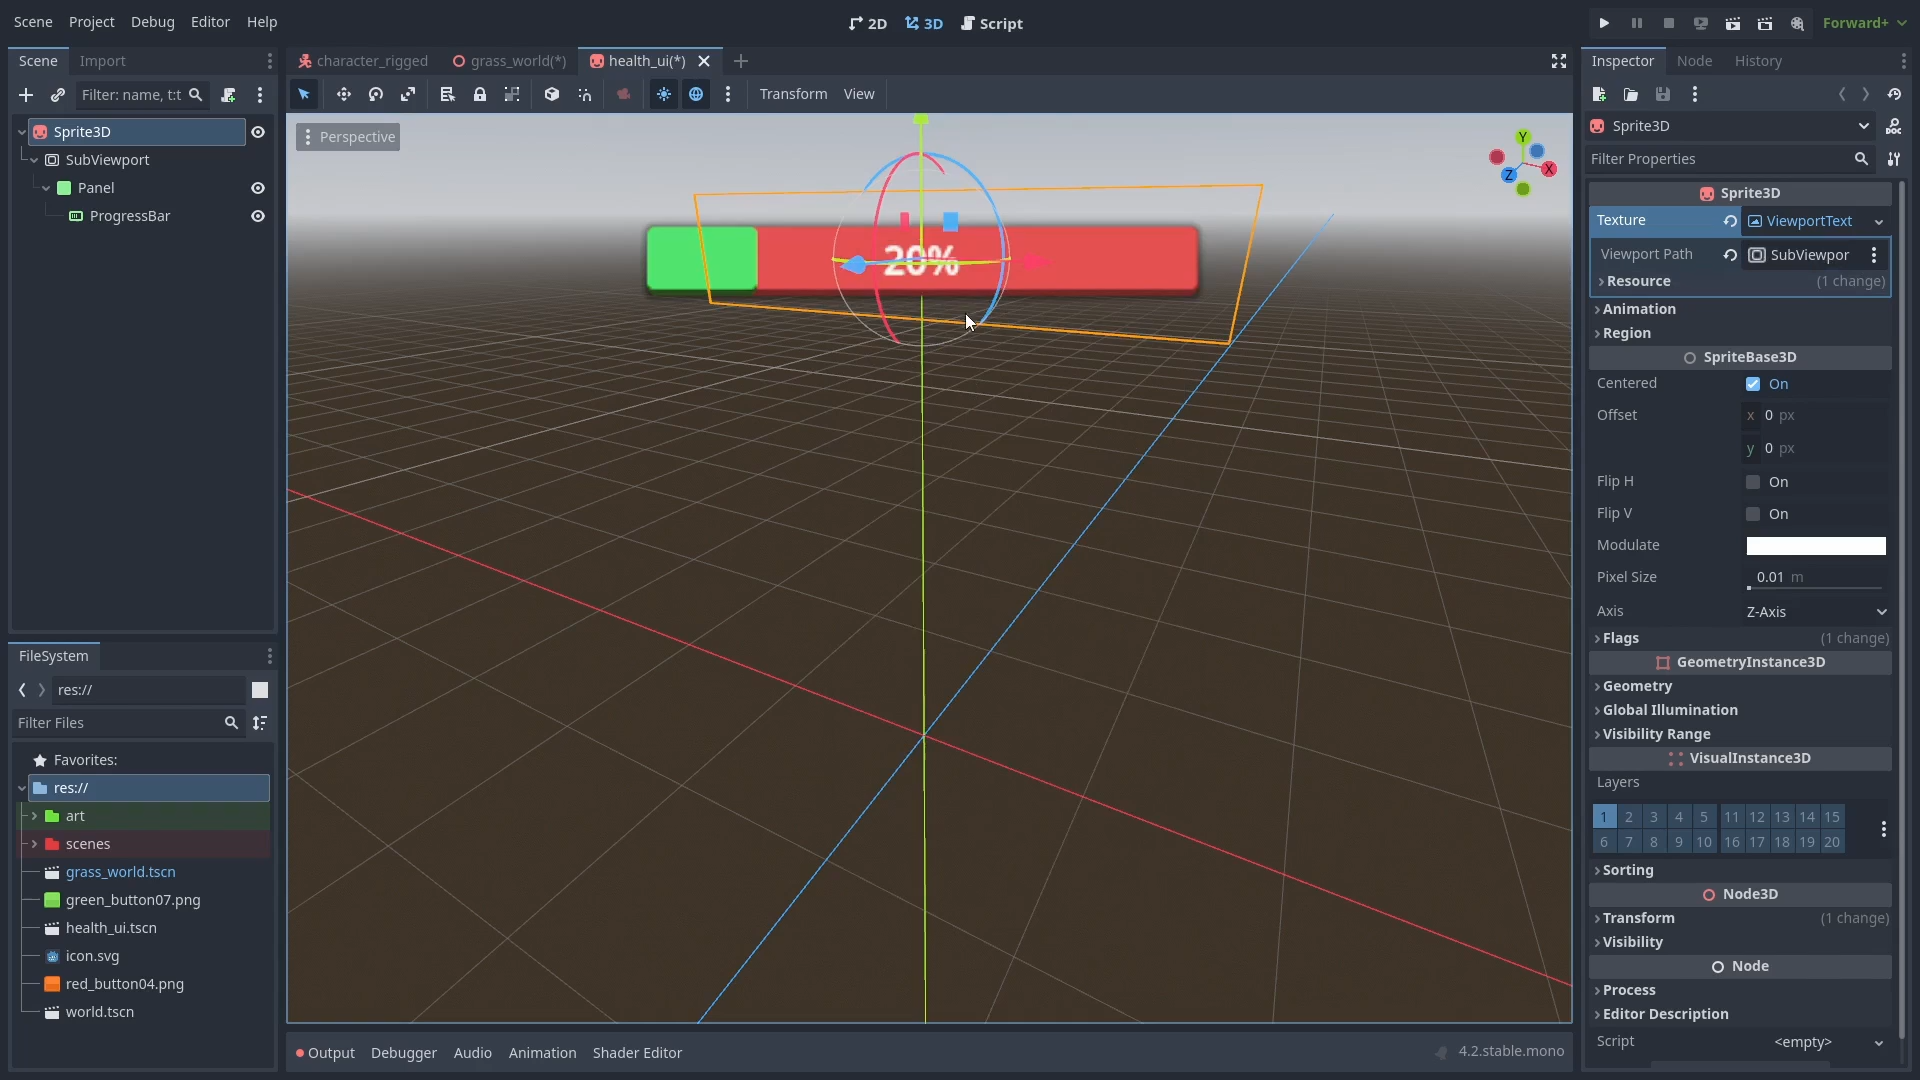 Scene Project Debug Editor Help
2D 3D Script
Forward+
Scene Import
Filter: name, t:t
Sprite3D
SubViewport
Panel
ProgressBar
FileSystem
res://
Filter Files
Favorites:
res://
art
scenes
grass_world.tscn
green_button07.png
health_ui.tscn
icon.svg
red_button04.png
world.tscn
character_rigged grass_world(*) health_ui(*)
Transform View
Perspective
Y
X
Z
20%
Output Debugger Audio Animation Shader Editor
4.2.stable.mono
Inspector Node History
Sprite3D
DOC
Filter Properties
Sprite3D
Texture ViewportText
Viewport Path SubViewpor
Resource (1 change)
Animation
Region
SpriteBase3D
Centered On
Offset x 0 px
y 0 px
Flip H On
Flip V On
Modulate
Pixel Size 0.01 m
Axis Z-Axis
Flags (1 change)
GeometryInstance3D
Geometry
Global Illumination
Visibility Range
VisualInstance3D
Layers
1 2 3 4 5 11 12 13 14 15
6 7 8 9 10 16 17 18 19 20
Sorting
Node3D
Transform (1 change)
Visibility
Node
Process
Editor Description
Script <empty>